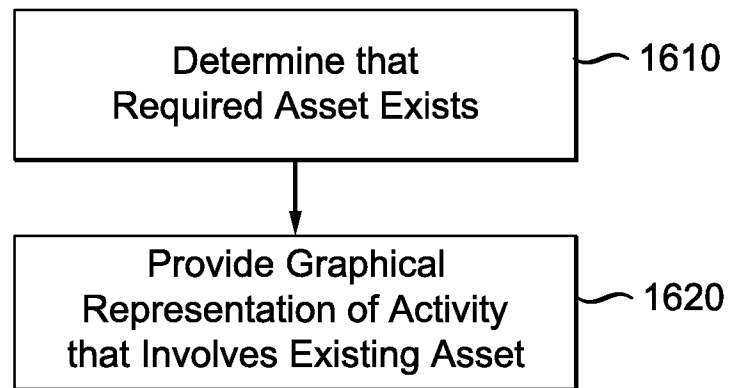 Determine that
Required Asset Exists
1610
Provide Graphical
Representation of Activity
that Involves Existing Asset
1620